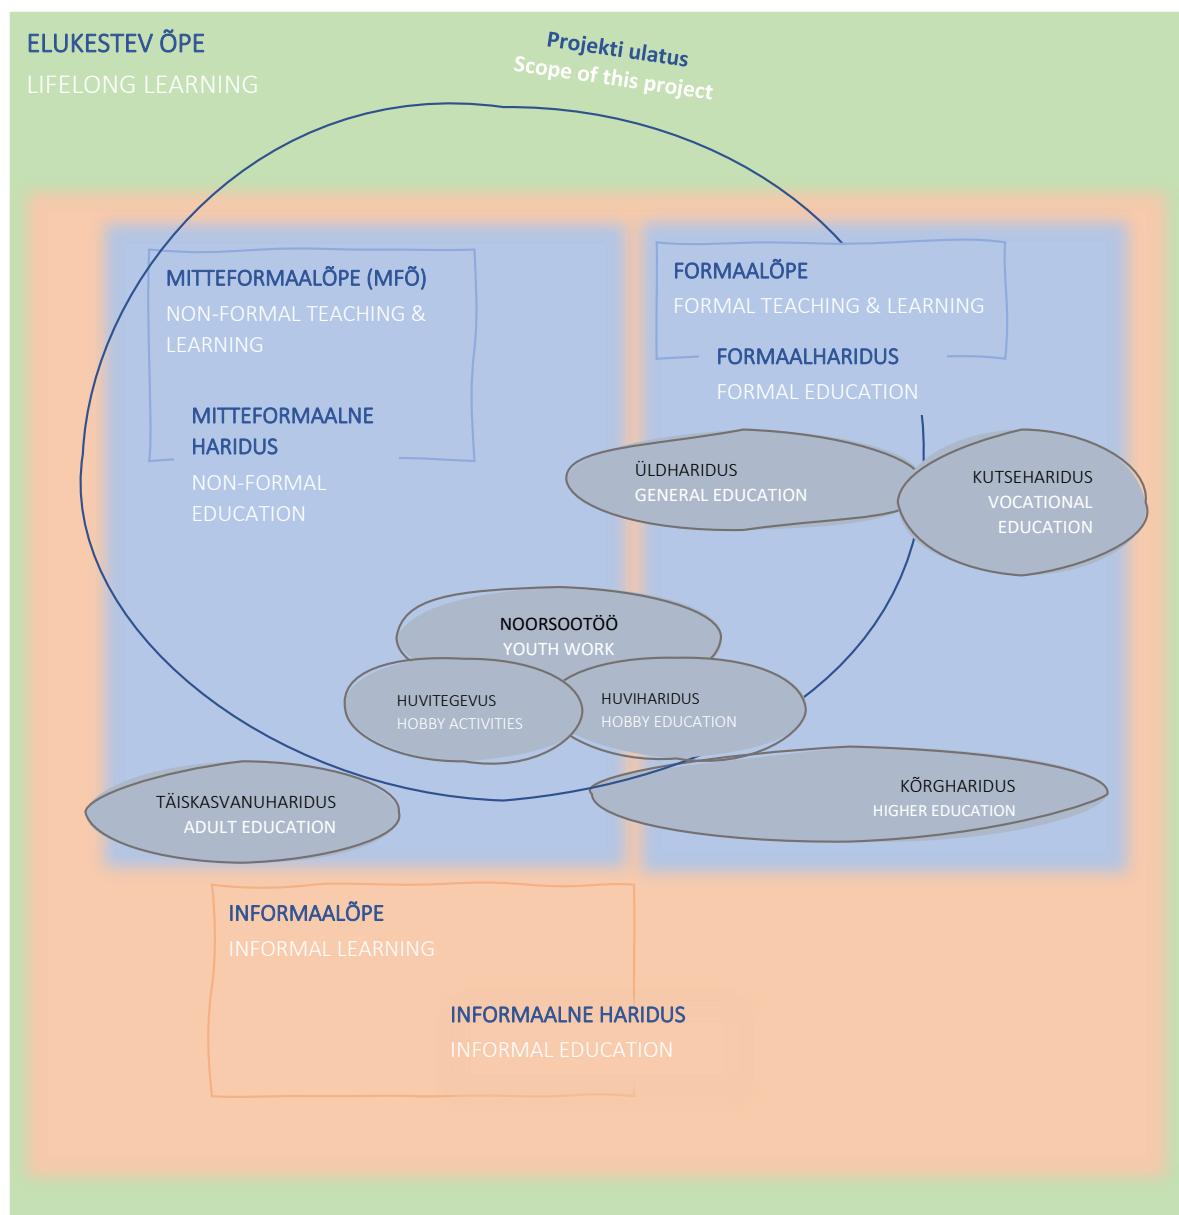 ELUKESTEV ÕPE
LIFELONG LEARNING
Projekti ulatus
Scope of this project
MITTEFORMAALÕPE (MFÕ)
NON-FORMAL TEACHING &
LEARNING
MITTEFORMAALNE
HARIDUS
NON-FORMAL
EDUCATION
FORMAALÕPE
FORMAL TEACHING & LEARNING
FORMAALHARIDUS
FORMAL EDUCATION
ÜLDHARIDUS
GENERAL EDUCATION
KUTSEHARIDUS
VOCATIONAL
EDUCATION
NOORSOOTÖÖ
YOUTH WORK
HUVITEGEVUS
HOBBY ACTIVITIES
HUVIHARIDUS
HOBBY EDUCATION
TÄISKASVANUHARIDUS
ADULT EDUCATION
KÕRGHARIDUS
HIGHER EDUCATION
INFORMAALÕPE
INFORMAL LEARNING
INFORMAALNE HARIDUS
INFORMAL EDUCATION